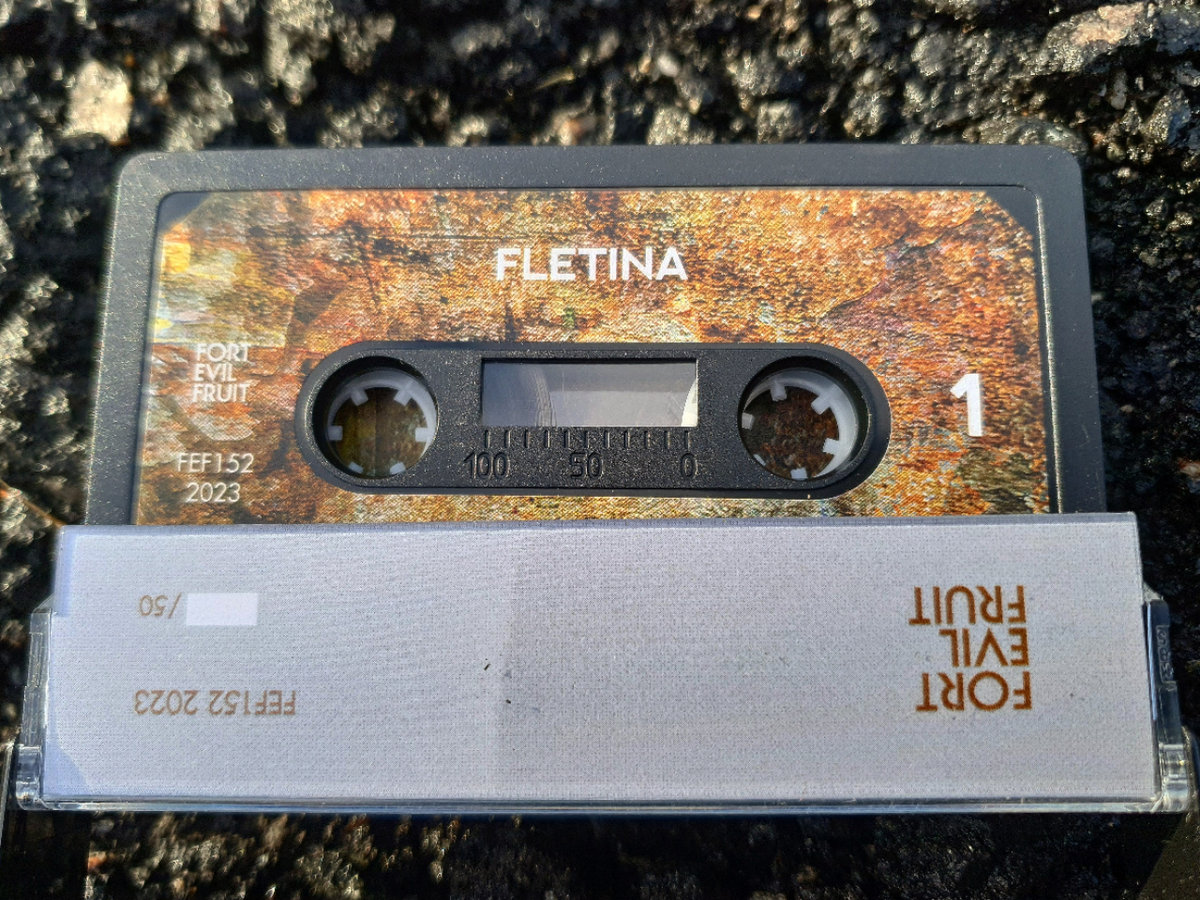 FLETINA
FORT
EVIL
FRUIT
1
FEF152
2023
100 50 0
FORT
EVIL
FRUIT
FEF152 2023
/50